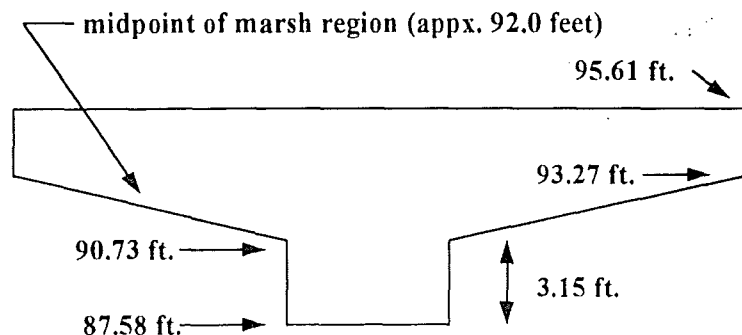 midpoint of marsh region (appx. 92.0 feet)
95.61 ft.
93.27 ft.
90.73 ft.
3.15 ft.
87.58 ft.